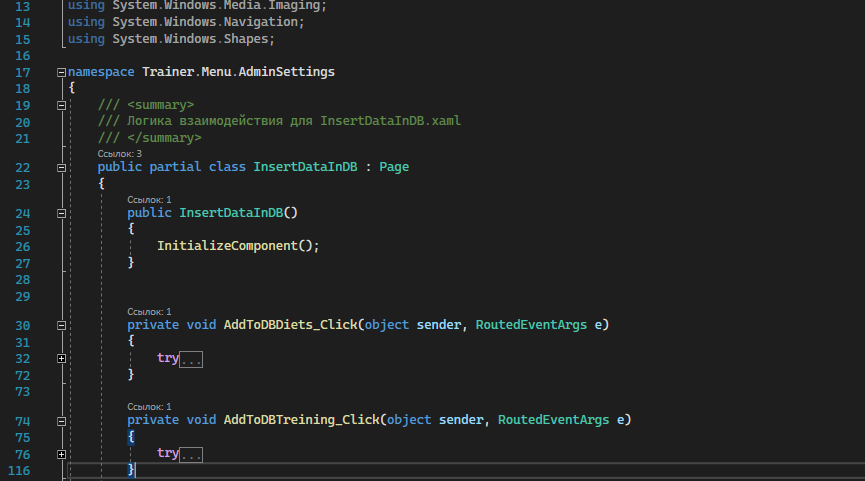 13 using System.Windows.Media.Imaging;
14 using System.Windows.Navigation;
15 using System.Windows.Shapes;
16
17 namespace Trainer.Menu.AdminSettings
18 {
19 /// <summary>
20 /// Логика взаимодействия для InsertDataInDB.xaml
21 /// </summary>
Ссылок: 3
22 public partial class InsertDataInDB : Page
23 {
Ссылок: 1
24 public InsertDataInDB()
25 {
26 InitializeComponent();
27 }
28
29
Ссылок: 1
30 private void AddToDBDiets_Click(object sender, RoutedEventArgs e)
31 {
32 try...
72 }
73
Ссылок: 1
74 private void AddToDBTreining_Click(object sender, RoutedEventArgs e)
75 {
76 try...
116 }